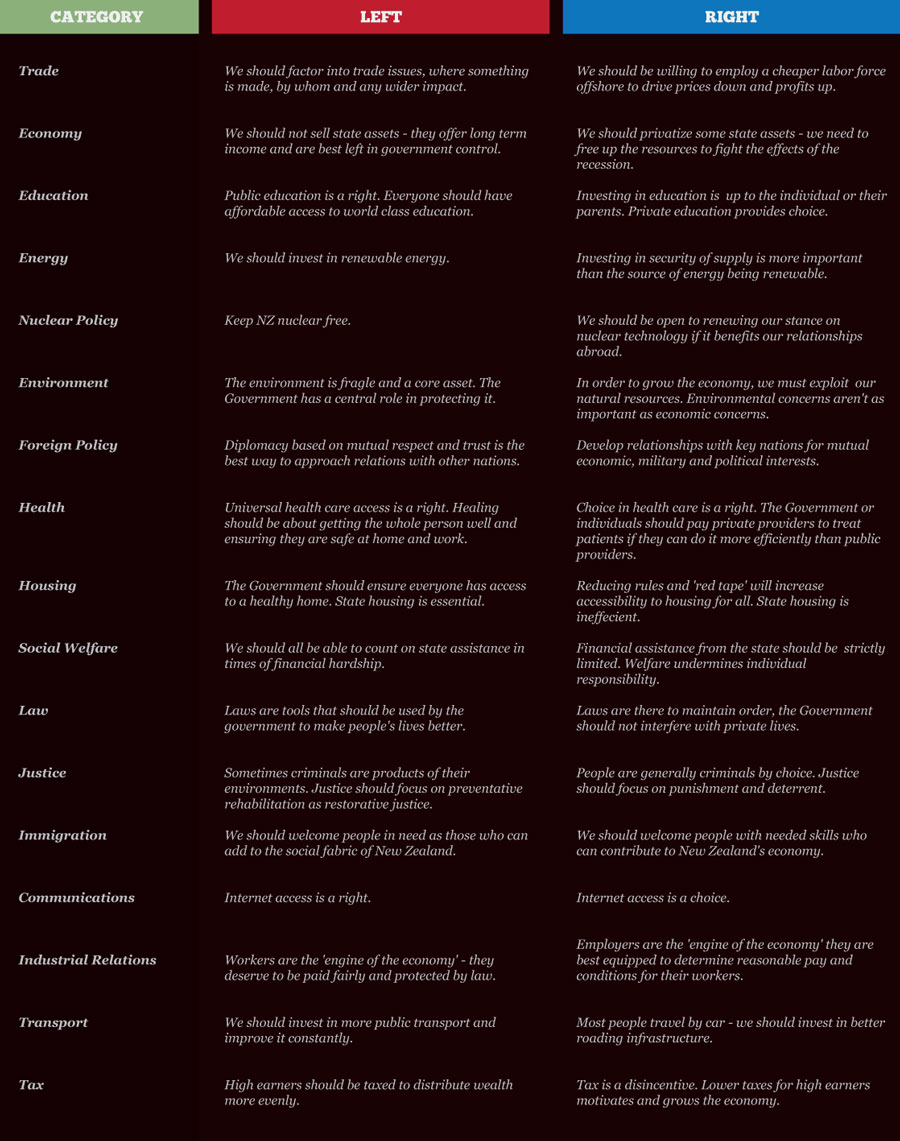 CATEGORY LEFT RIGHT
Trade
We should factor into trade issues, where something
is made, by whom and any wider impact.
We should be willing to employ a cheaper labor force
offshore to drive prices down and profits up.
Economy
We should not sell state assets - they offer long term
income and are best left in government control.
We should privatize some state assets - we need to
free up the resources to fight the effects of the
recession.
Education
Public education is a right. Everyone should have
affordable access to world class education.
Investing in education is up to the individual or their
parents. Private education provides choice.
Energy
We should invest in renewable energy.
Investing in security of supply is more important
than the source of energy being renewable.
Nuclear Policy
Keep NZ nuclear free.
We should be open to renewing our stance on
nuclear technology if it benefits our relationships
abroad.
Environment
The environment is fragle and a core asset. The
Government has a central role in protecting it.
In order to grow the economy, we must exploit our
natural resources. Environmental concerns aren't as
important as economic concerns.
Foreign Policy
Diplomacy based on mutual respect and trust is the
best way to approach relations with other nations.
Develop relationships with key nations for mutual
economic, military and political interests.
Health
Universal health care access is a right. Healing
should be about getting the whole person well and
ensuring they are safe at home and work.
Choice in health care is a right. The Government or
individuals should pay private providers to treat
patients if they can do it more efficiently than public
providers.
Housing
The Government should ensure everyone has access
to a healthy home. State housing is essential.
Reducing rules and 'red tape' will increase
accessibility to housing for all. State housing is
ineffecient.
Social Welfare
We should all be able to count on state assistance in
times of financial hardship.
Financial assistance from the state should be strictly
limited. Welfare undermines individual
responsibility.
Law
Laws are tools that should be used by the
government to make people's lives better.
Laws are there to maintain order, the Government
should not interfere with private lives.
Justice
Sometimes criminals are products of their
environments. Justice should focus on preventative
rehabilitation as restorative justice.
People are generally criminals by choice. Justice
should focus on punishment and deterrent.
Immigration
We should welcome people in need as those who can
add to the social fabric of New Zealand.
We should welcome people with needed skills who
can contribute to New Zealand's economy.
Communications
Internet access is a right.
Internet access is a choice.
Industrial Relations
Workers are the 'engine of the economy' - they
deserve to be paid fairly and protected by law.
Employers are the 'engine of the economy' they are
best equipped to determine reasonable pay and
conditions for their workers.
Transport
We should invest in more public transport and
improve it constantly.
Most people travel by car - we should invest in better
roading infrastructure.
Tax
High earners should be taxed to distribute wealth
more evenly.
Tax is a disincentive. Lower taxes for high earners
motivates and grows the economy.